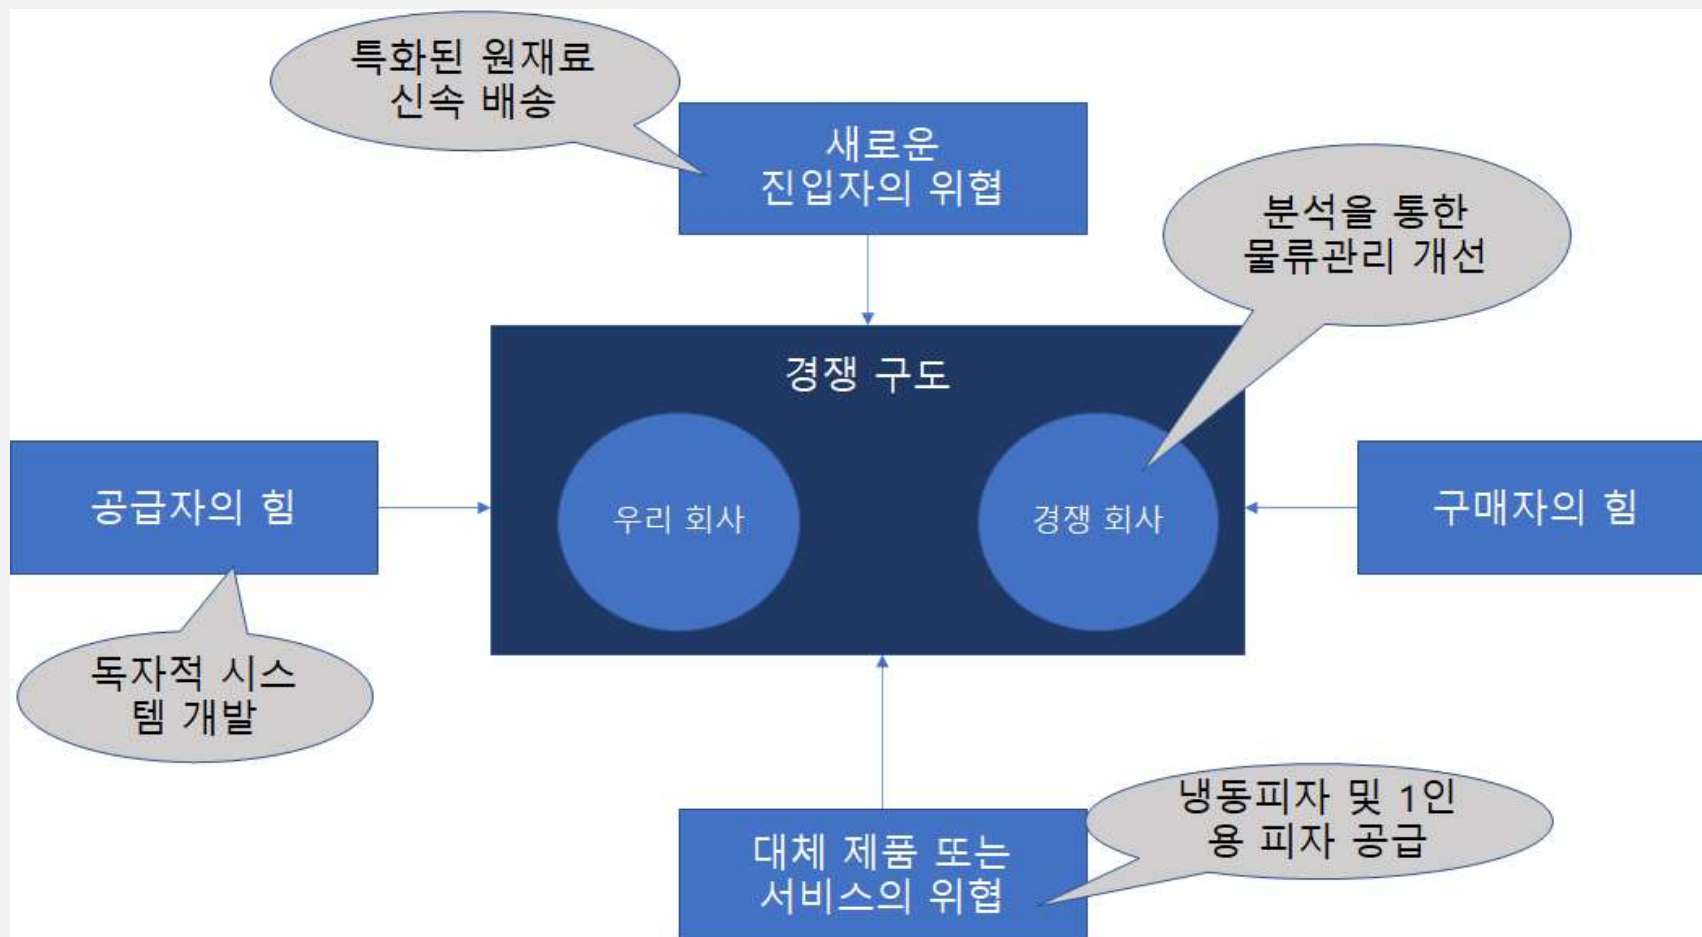 특화된 원재료
신속 배송
새로운
진입자의 위협
분석을 통한
물류관리 개선
경쟁 구도
공급자의 힘
우리 회사
경쟁 회사
구매자의 힘
독자적 시스
템 개발
냉동피자 및 1인
용 피자 공급
대체 제품 또는
서비스의 위협